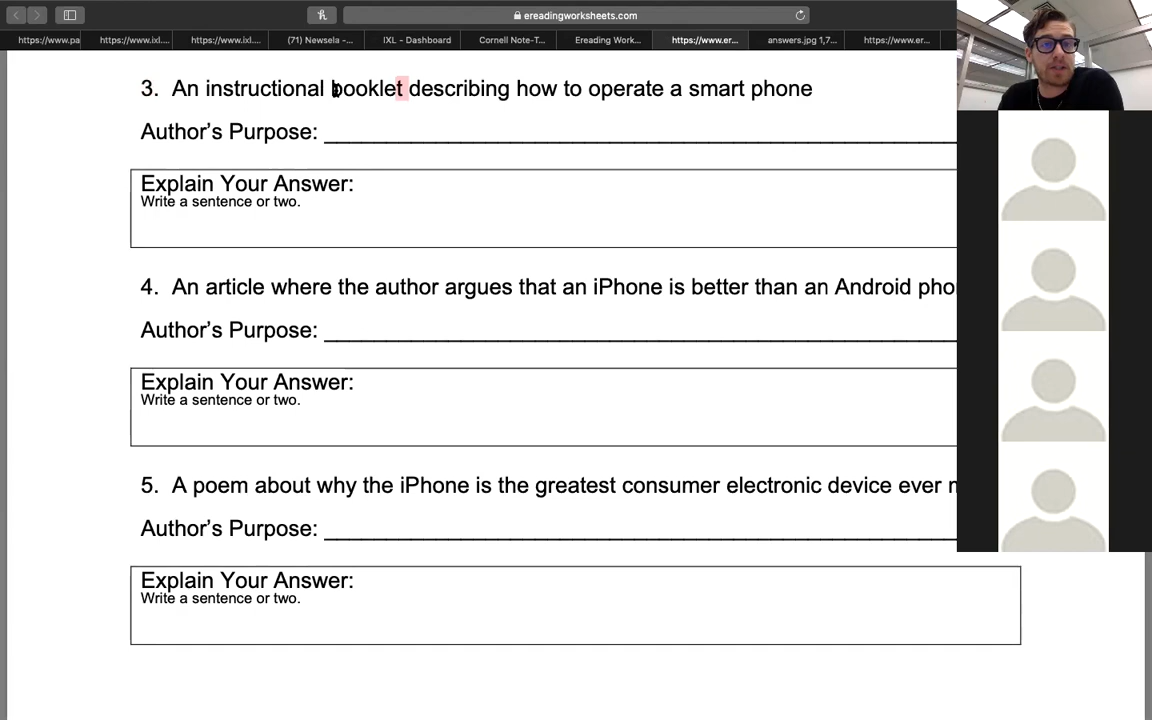 ereadingworksheets.com
https://www.pa
https://www.ixl....
https://www.ixl....
(71) Newsela -...
IXL - Dashboard
Cornell Note-T...
Ereading Work...
https://www.er...
answers.jpg 1,7...
https://www.er...
3. An instructional booklet describing how to operate a smart phone
Author's Purpose:
Explain Your Answer:
Write a sentence or two.
4. An article where the author argues that an iPhone is better than an Android pho
Author's Purpose:
Explain Your Answer:
Write a sentence or two.
5. A poem about why the iPhone is the greatest consumer electronic device ever
Author's Purpose:
Explain Your Answer:
Write a sentence or two.